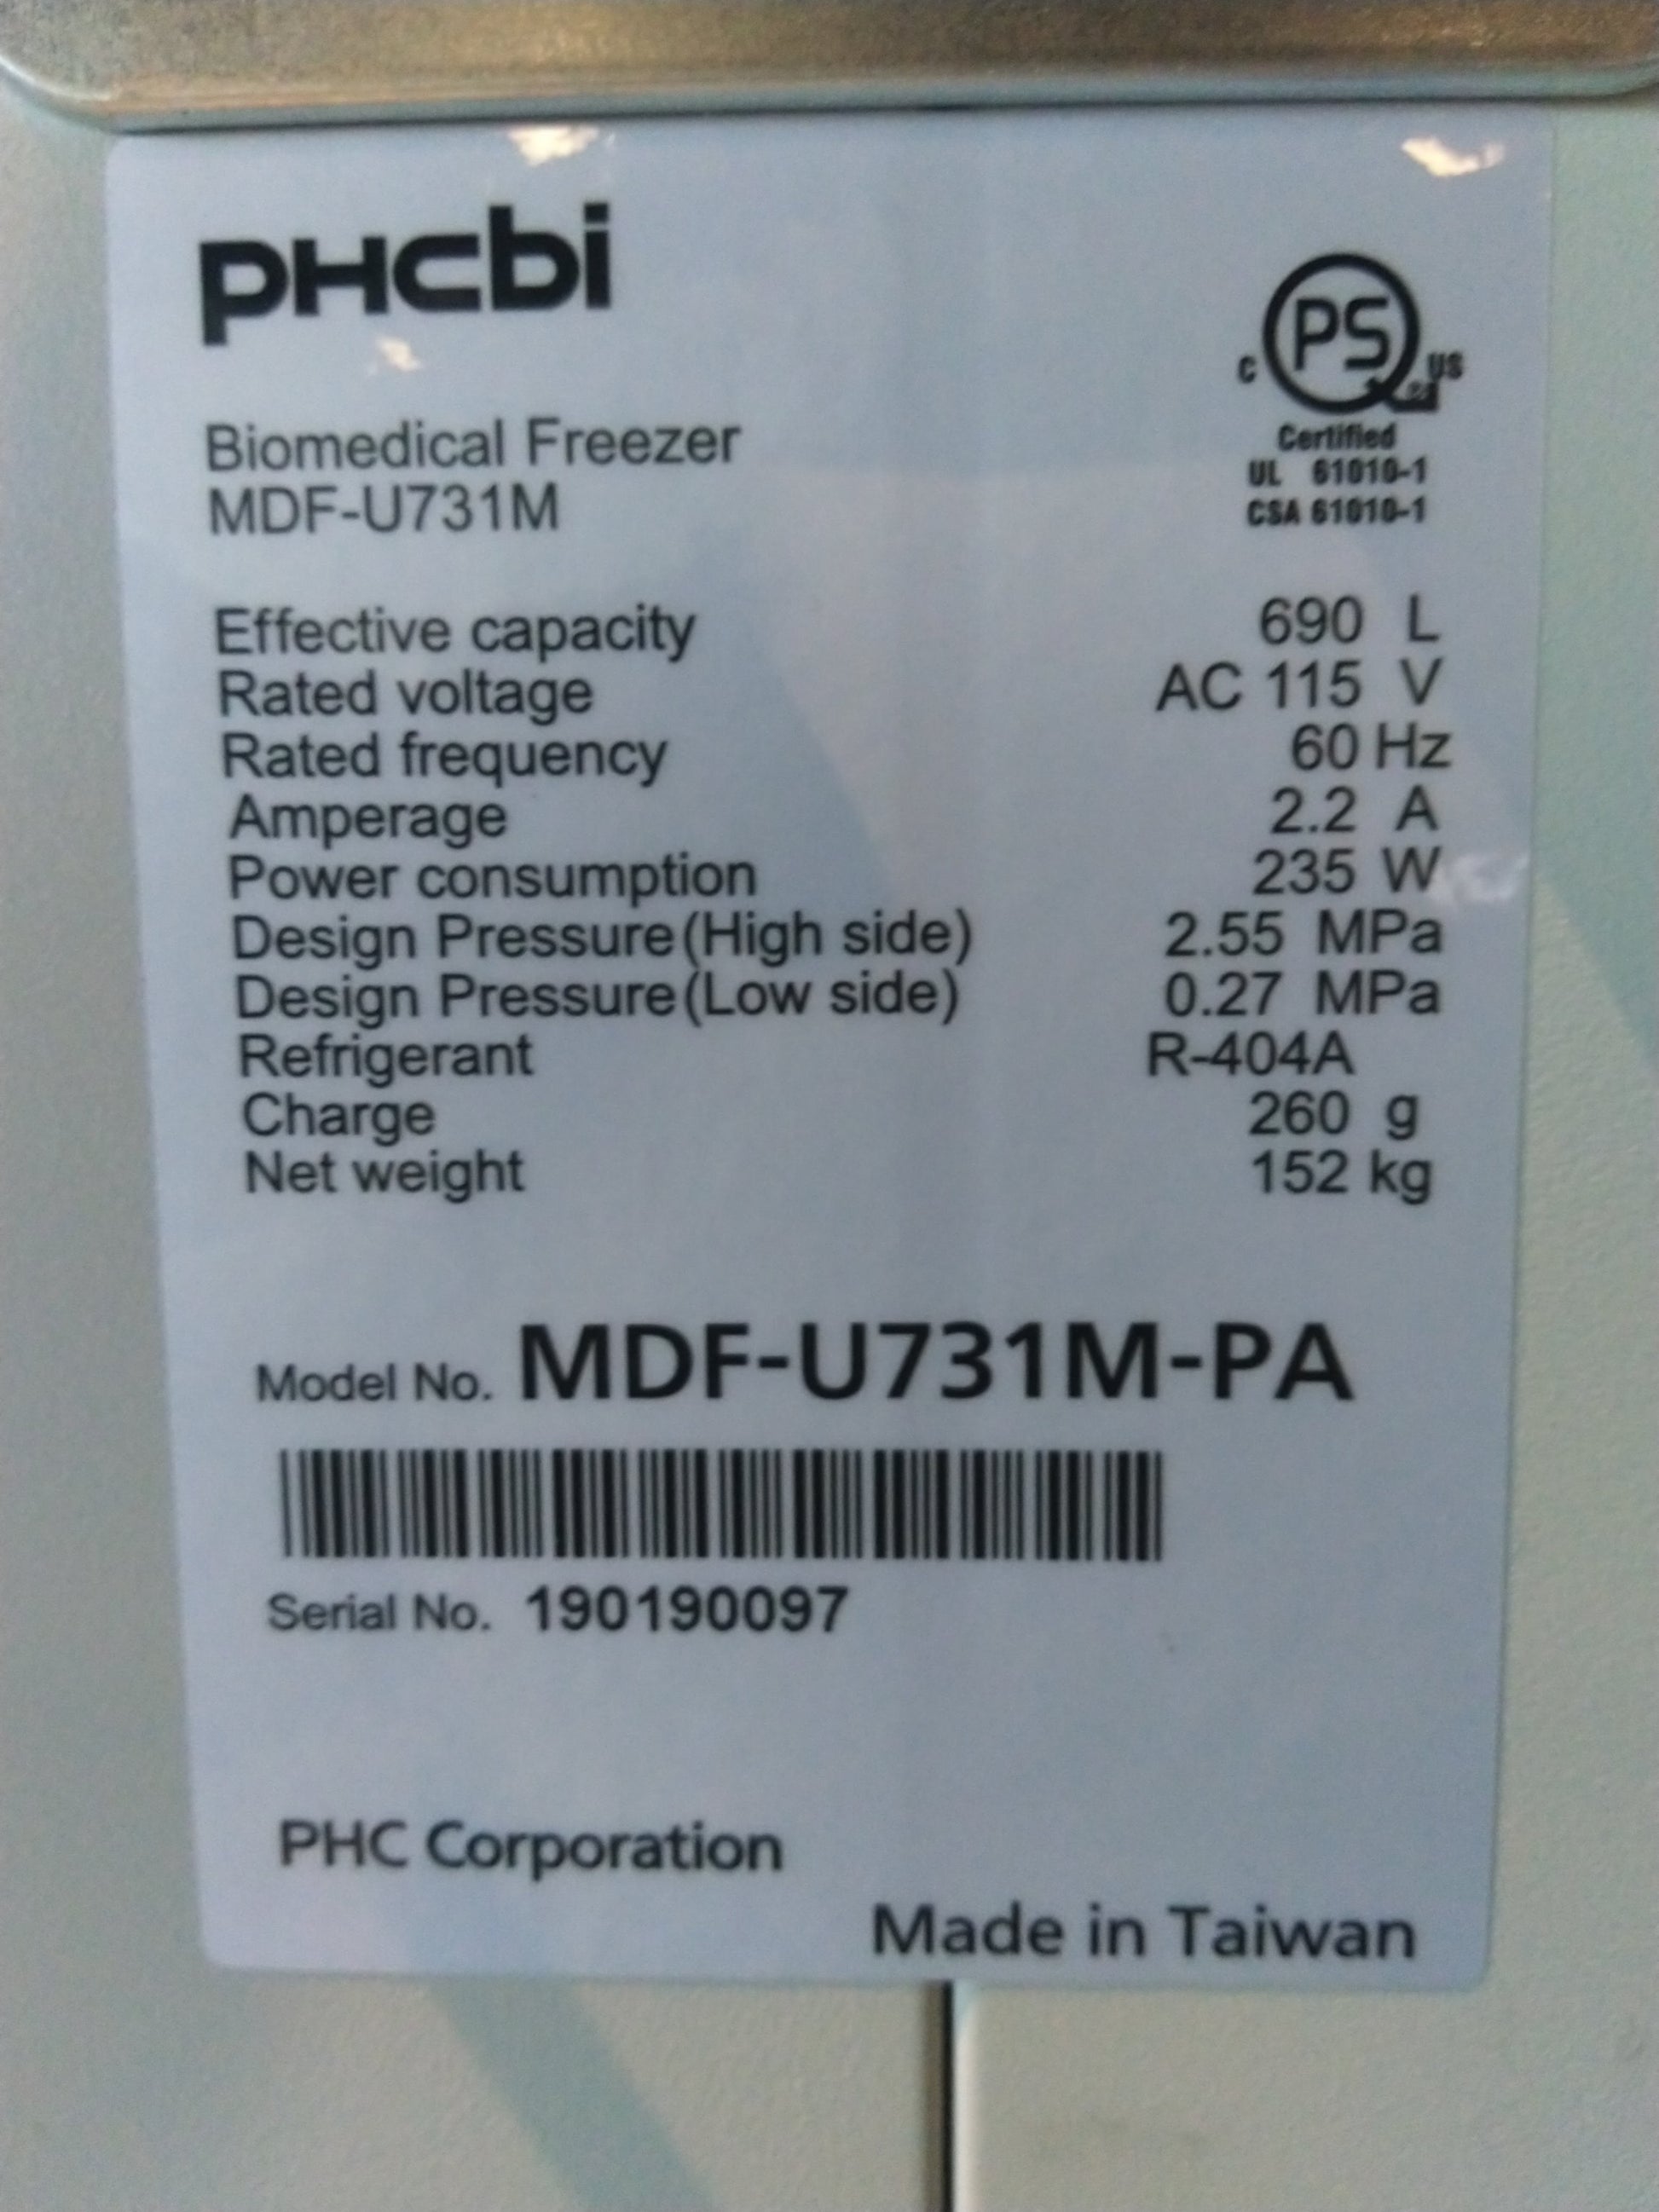 PHCbi
PS
C US
Certified
UL 61010-1
CSA 61010-1
Biomedical Freezer
MDF-U731M
Effective capacity 690 L
Rated voltage AC 115 V
Rated frequency 60 Hz
Amperage 2.2 A
Power consumption 235 W
Design Pressure(High side) 2.55 MPa
Design Pressure(Low side) 0.27 MPa
Refrigerant R-404A
Charge 260 g
Net weight 152 kg
Model No. MDF-U731M-PA
Serial No. 190190097
PHC Corporation
Made in Taiwan